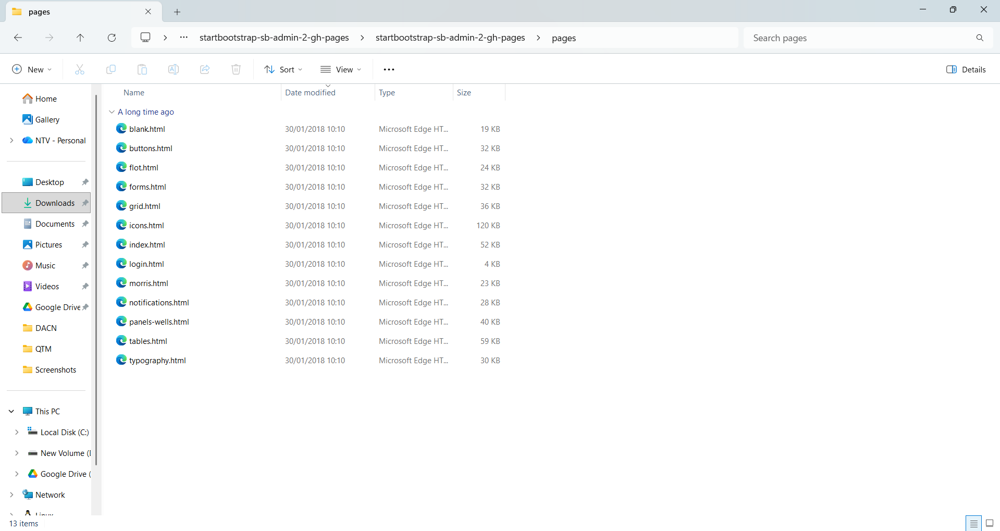 pages
startbootstrap-sb-admin-2-gh-pages startbootstrap-sb-admin-2-gh-pages pages
Search pages
New Sort View Details
Home
Gallery
NTV - Personal
Desktop
Downloads
Documents
Pictures
Music
Videos
Google Drive
DACN
QTM
Screenshots
This PC
Local Disk (C:)
New Volume (
Google Drive (
Network
Linux
Name Date modified Type Size
A long time ago
blank.html 30/01/2018 10:10 Microsoft Edge HT... 19 KB
buttons.html 30/01/2018 10:10 Microsoft Edge HT... 32 KB
flot.html 30/01/2018 10:10 Microsoft Edge HT... 24 KB
forms.html 30/01/2018 10:10 Microsoft Edge HT... 32 KB
grid.html 30/01/2018 10:10 Microsoft Edge HT... 36 KB
icons.html 30/01/2018 10:10 Microsoft Edge HT... 120 KB
index.html 30/01/2018 10:10 Microsoft Edge HT... 52 KB
login.html 30/01/2018 10:10 Microsoft Edge HT... 4 KB
morris.html 30/01/2018 10:10 Microsoft Edge HT... 23 KB
notifications.html 30/01/2018 10:10 Microsoft Edge HT... 28 KB
panels-wells.html 30/01/2018 10:10 Microsoft Edge HT... 40 KB
tables.html 30/01/2018 10:10 Microsoft Edge HT... 59 KB
typography.html 30/01/2018 10:10 Microsoft Edge HT... 30 KB
13 items